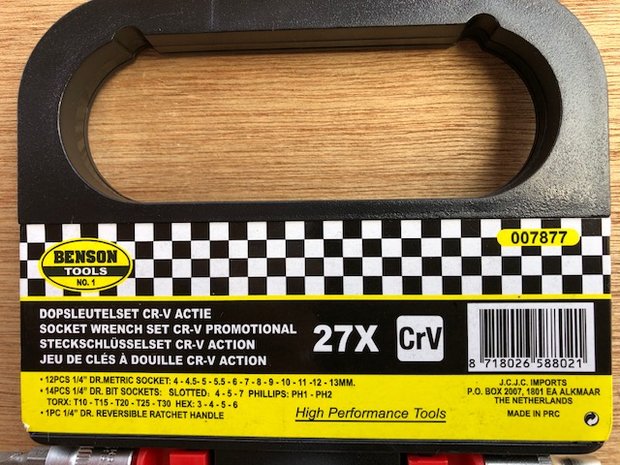 007877
BENSON
TOOLS
NO. 1
DOPSLEUTELSET CR-V ACTIE
SOCKET WRENCH SET CR-V PROMOTIONAL
STECKSCHLÜSSELSET CR-V ACTION
JEU DE CLÉS À DOUILLE CR-V ACTION
27X
CrV
8 718026 588021
• 12PCS 1/4" DR.METRIC SOCKET: 4 - 4.5- 5 - 5.5 - 6 - 7 - 8 - 9 - 10 - 11 -12 - 13MM.
• 14PCS 1/4" DR. BIT SOCKETS: SLOTTED: 4 - 5 - 7 PHILLIPS: PH1 - PH2
TORX: T10 - T15 - T20 - T25 - T30 HEX: 3 - 4 - 5 - 6
• 1PC 1/4" DR. REVERSIBLE RATCHET HANDLE
High Performance Tools
J.C.J.C. IMPORTS
P.O. BOX 2007, 1801 EA ALKMAAR
THE NETHERLANDS
MADE IN PRC